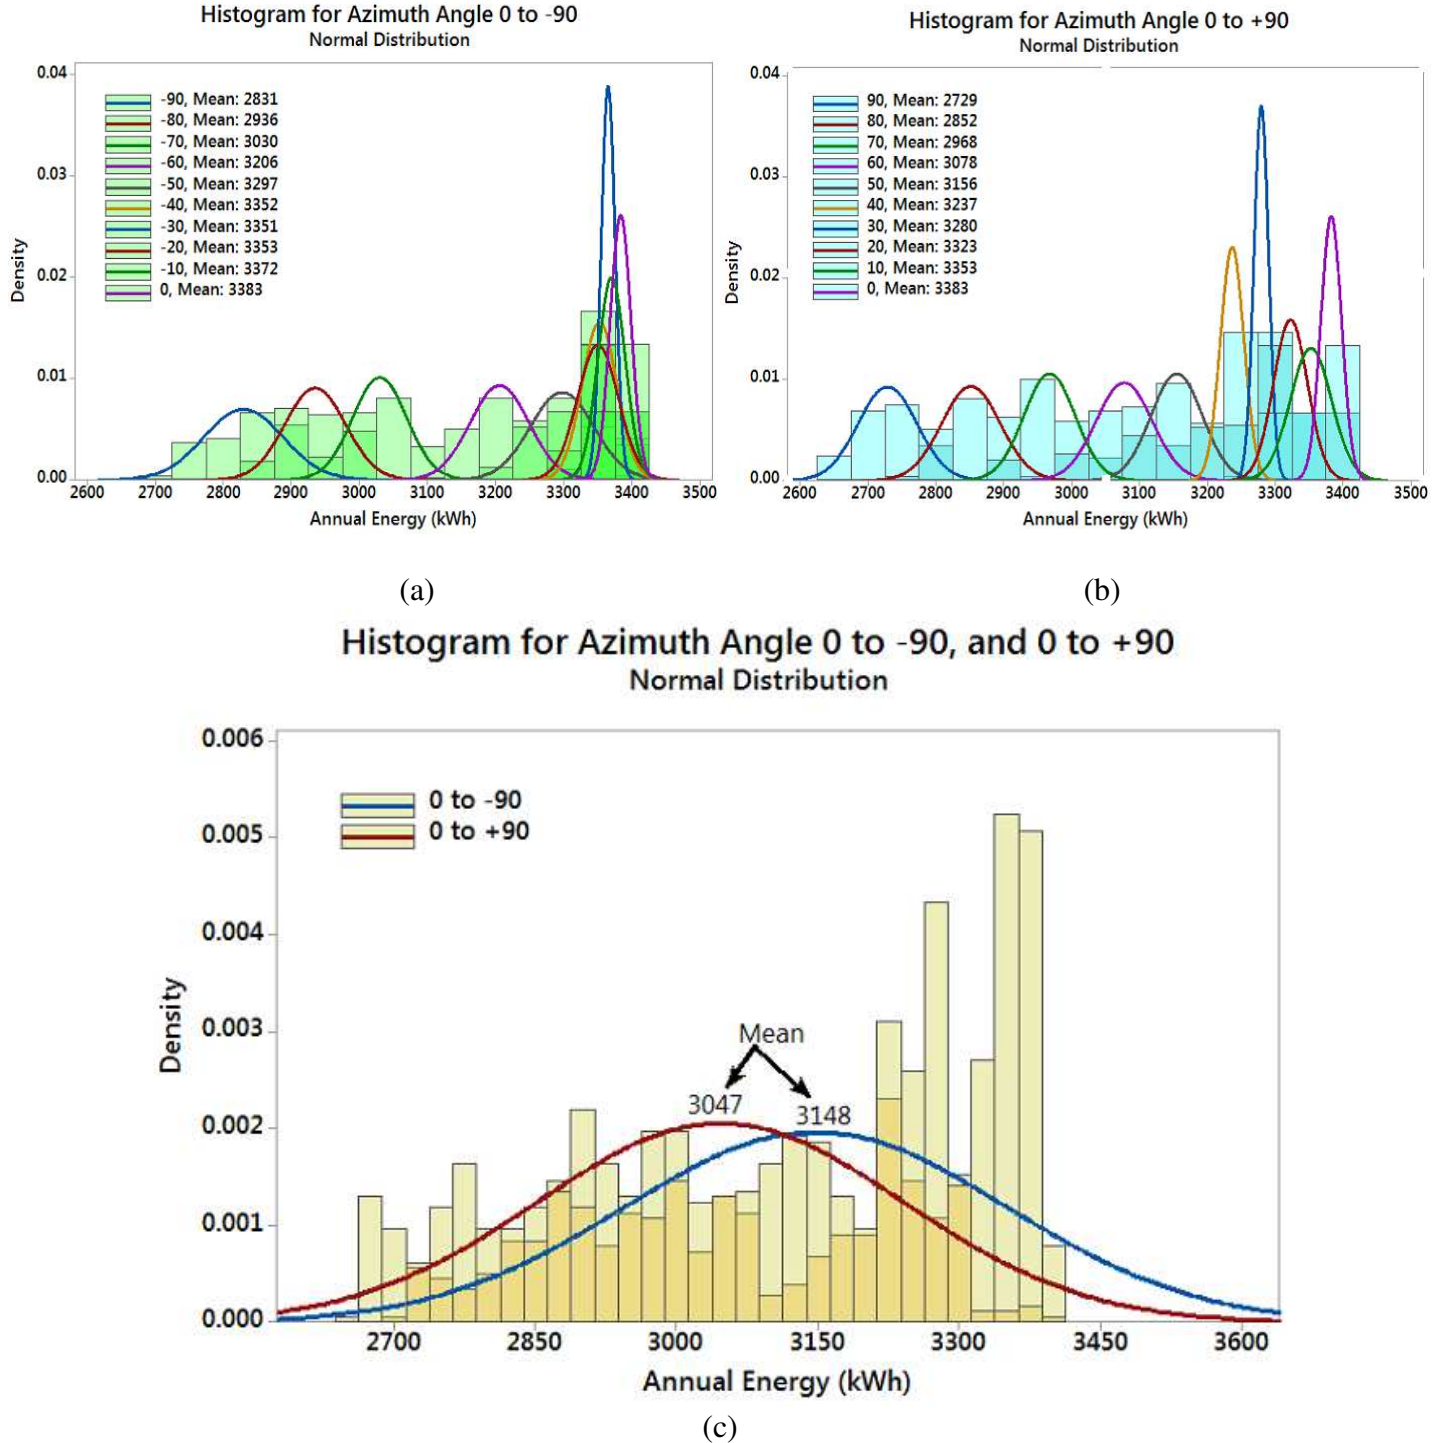 Histogram for Azimuth Angle 0 to -90
Normal Distribution
0.04
0.03
0.02
0.01
0.00
Density
-90, Mean: 2831
-80, Mean: 2936
-70, Mean: 3030
-60, Mean: 3206
-50, Mean: 3297
-40, Mean: 3352
-30, Mean: 3351
-20, Mean: 3353
-10, Mean: 3372
0, Mean: 3383
2600 2700 2800 2900 3000 3100 3200 3300 3400 3500
Annual Energy (kWh)
(a)
Histogram for Azimuth Angle 0 to +90
Normal Distribution
0.04
0.03
0.02
0.01
0.00
Density
90, Mean: 2729
80, Mean: 2852
70, Mean: 2968
60, Mean: 3078
50, Mean: 3156
40, Mean: 3237
30, Mean: 3280
20, Mean: 3323
10, Mean: 3353
0, Mean: 3383
2600 2700 2800 2900 3000 3100 3200 3300 3400 3500
Annual Energy (kWh)
(b)
Histogram for Azimuth Angle 0 to -90, and 0 to +90
Normal Distribution
0.006
0.005
0.004
0.003
0.002
0.001
0.000
Density
0 to -90
0 to +90
Mean
3047
3148
2700 2850 3000 3150 3300 3450 3600
Annual Energy (kWh)
(c)